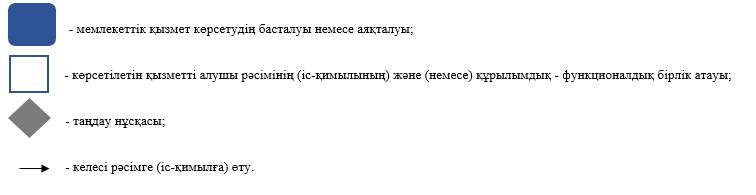 - мемлекеттік қызмет көрсетудің басталуы немесе аяқталуы;
- көрсетілетін қызметті алушы рәсімінің (іс-қимылының) және (немесе) құрылымдық - функционалдық бірлік атауы;
- таңдау нұсқасы;
- келесі рәсімге (іс-қимылға) өту.